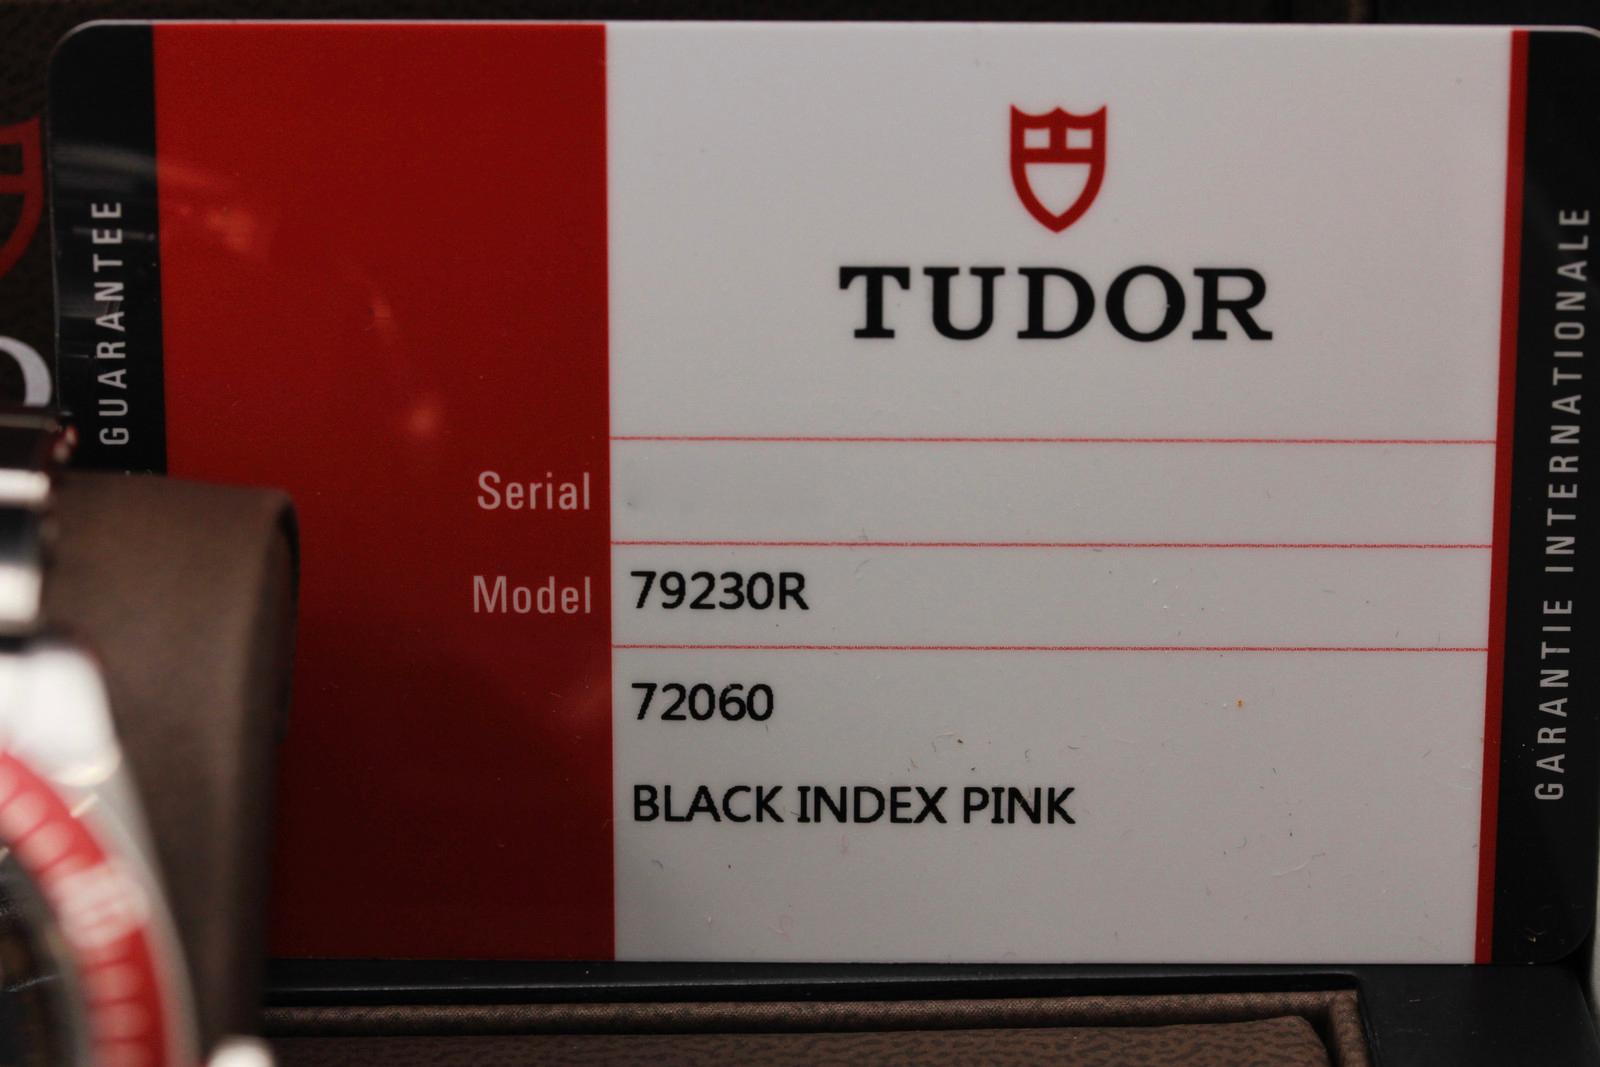 GUARANTEE
TUDOR
Serial
Model 79230R
72060
BLACK INDEX PINK
GARANTIE INTERNATIONALE